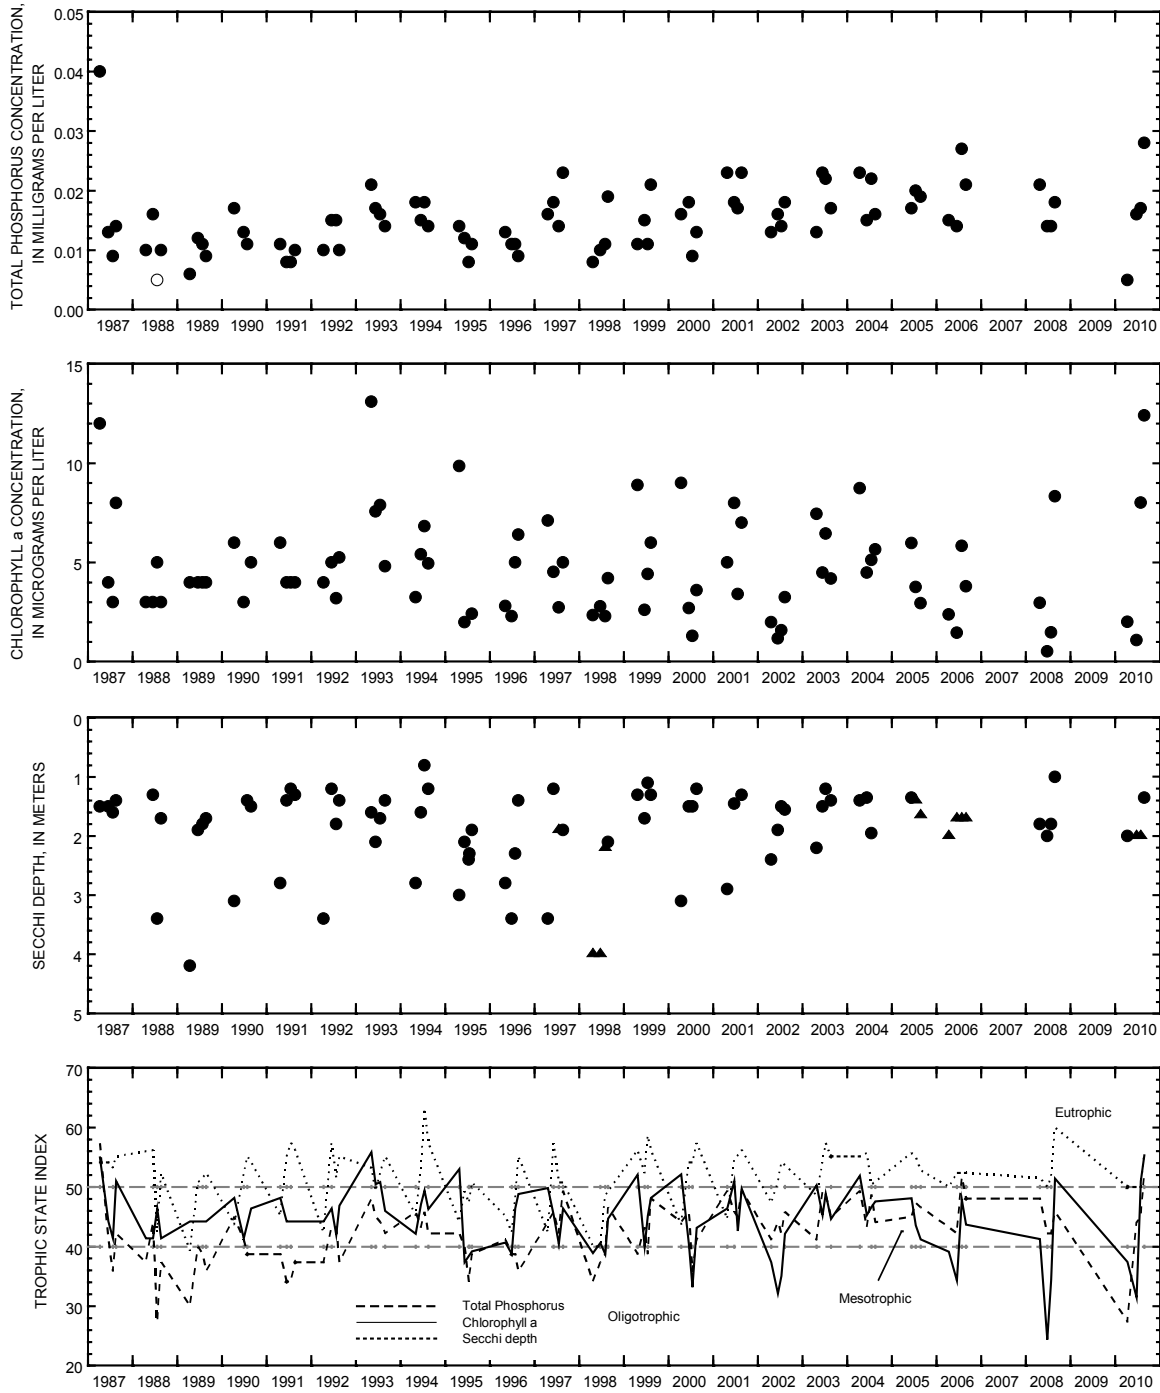 TOTAL PHOSPHORUS CONCENTRATION,
IN MILLIGRAMS PER LITER
0.05
0.04
0.03
0.02
0.01
0.00
1987 1988 1989 1990 1991 1992 1993 1994 1995 1996 1997 1998 1999 2000 2001 2002 2003 2004 2005 2006 2007 2008 2009 2010
CHLOROPHYLL a CONCENTRATION,
IN MICROGRAMS PER LITER
15
10
5
0
1987 1988 1989 1990 1991 1992 1993 1994 1995 1996 1997 1998 1999 2000 2001 2002 2003 2004 2005 2006 2007 2008 2009 2010
SECCHI DEPTH, IN METERS
0
1
2
3
4
5
1987 1988 1989 1990 1991 1992 1993 1994 1995 1996 1997 1998 1999 2000 2001 2002 2003 2004 2005 2006 2007 2008 2009 2010
TROPHIC STATE INDEX
70
60
50
40
30
20
Eutrophic
Mesotrophic
Oligotrophic
Total Phosphorus
Chlorophyll a
Secchi depth
1987 1988 1989 1990 1991 1992 1993 1994 1995 1996 1997 1998 1999 2000 2001 2002 2003 2004 2005 2006 2007 2008 2009 2010